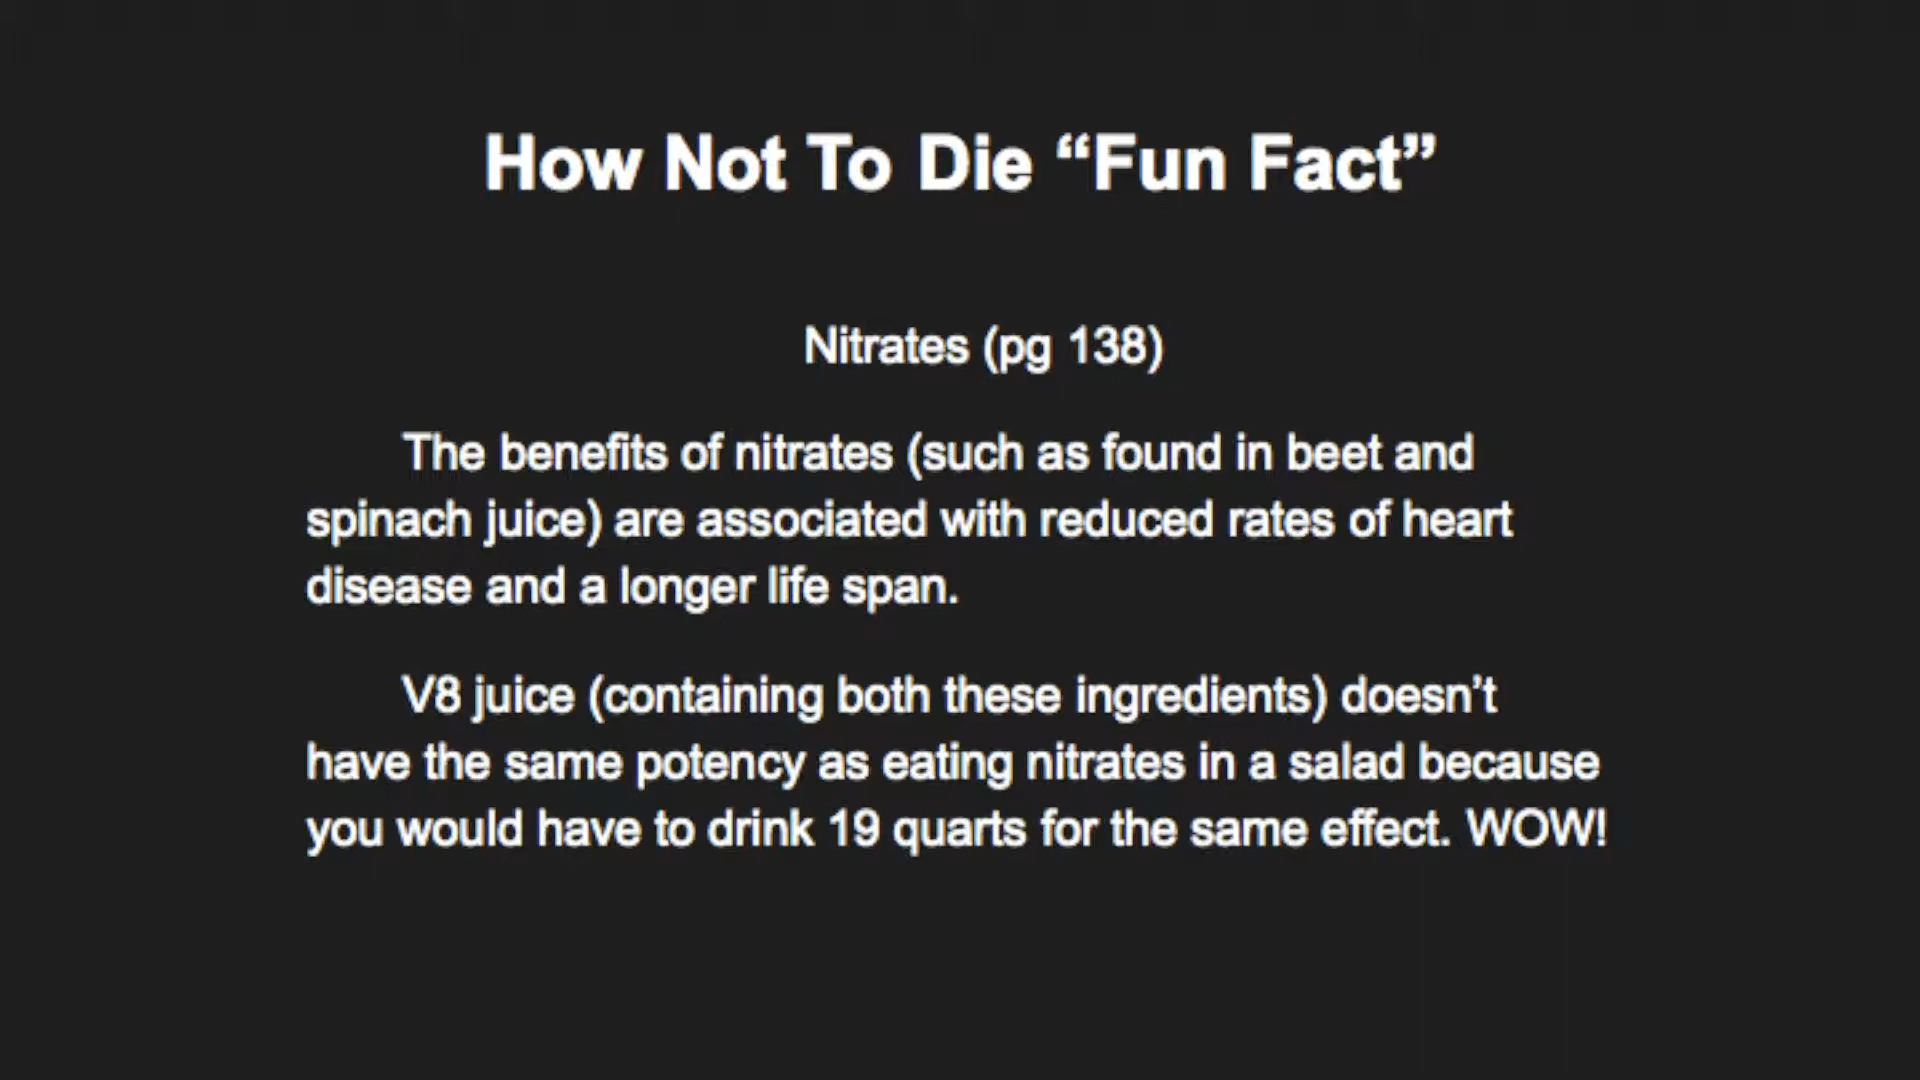 How Not To Die “Fun Fact”
Nitrates (pg 138)
The benefits of nitrates (such as found in beet and
spinach juice) are associated with reduced rates of heart
disease and a longer life span.
V8 juice (containing both these ingredients) doesn’t
have the same potency as eating nitrates in a salad because
you would have to drink 19 quarts for the same effect. WOW!